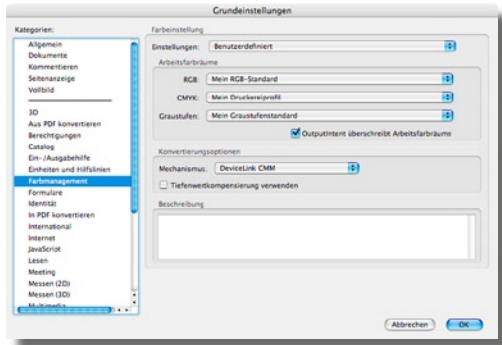 Grundeinstellungen
Kategorien:
Allgemein
Dokumente
Kommentieren
Seitenanzeige
Vollbild
3D
Aus PDF konvertieren
Berechtigungen
Catalog
Ein-/Ausgabehilfe
Einheiten und Hilfslinien
Farbmanagement
Formulare
Identität
In PDF konvertieren
International
Internet
JavaScript
Lesen
Meeting
Messen (2D)
Messen (3D)
Multimedia
Farbeinstellung
Einstellungen: Benutzerdefiniert
Arbeitsfarbräume
RGB: Mein RGB-Standard
CMYK: Mein Druckereiprofil
Graustufen: Mein Graustufenstandard
OutputIntent überschreibt Arbeitsfarbräume
Konvertierungsoptionen
Mechanismus: DeviceLink CMM
Tiefenwertkompensierung verwenden
Beschreibung
Abbrechen
OK